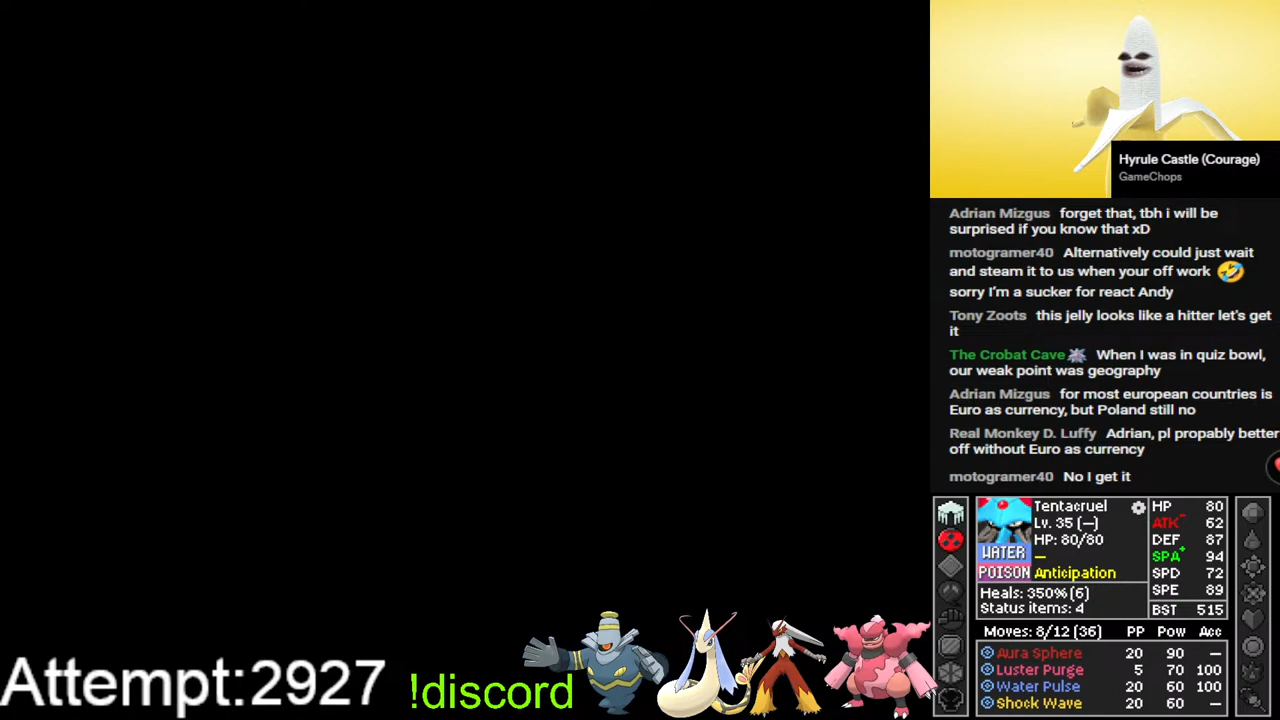 Hyrule Castle (Courage)
GameChops
Adrian Mizgus forget that, tbh i will be
surprised if you know that xD
motogramer40 Alternatively could just wait
and steam it to us when your off work 🤣
sorry I'm a sucker for react Andy
Tony Zoots this jelly looks like a hitter let's get
it
The Crobat Cave When I was in quiz bowl,
our weak point was geography
Adrian Mizgus for most european countries is
Euro as currency, but Poland still no
Real Monkey D. Luffy Adrian, pl propably better
off without Euro as currency
motogramer40 No I get it
Tentacruel
Lv. 35 (—)
HP: 80/80
—
WATER
POISON Anticipation
Heals: 350% (6)
Status items: 4
HP 80
ATK- 62
DEF 87
SPA+ 94
SPD 72
SPE 89
BST 515
Moves: 8/12 (36) PP Pow Acc
Aura Sphere 20 90 —
Luster Purge 5 70 100
Water Pulse 20 60 100
Shock Wave 20 60 —
Attempt:2927 !discord